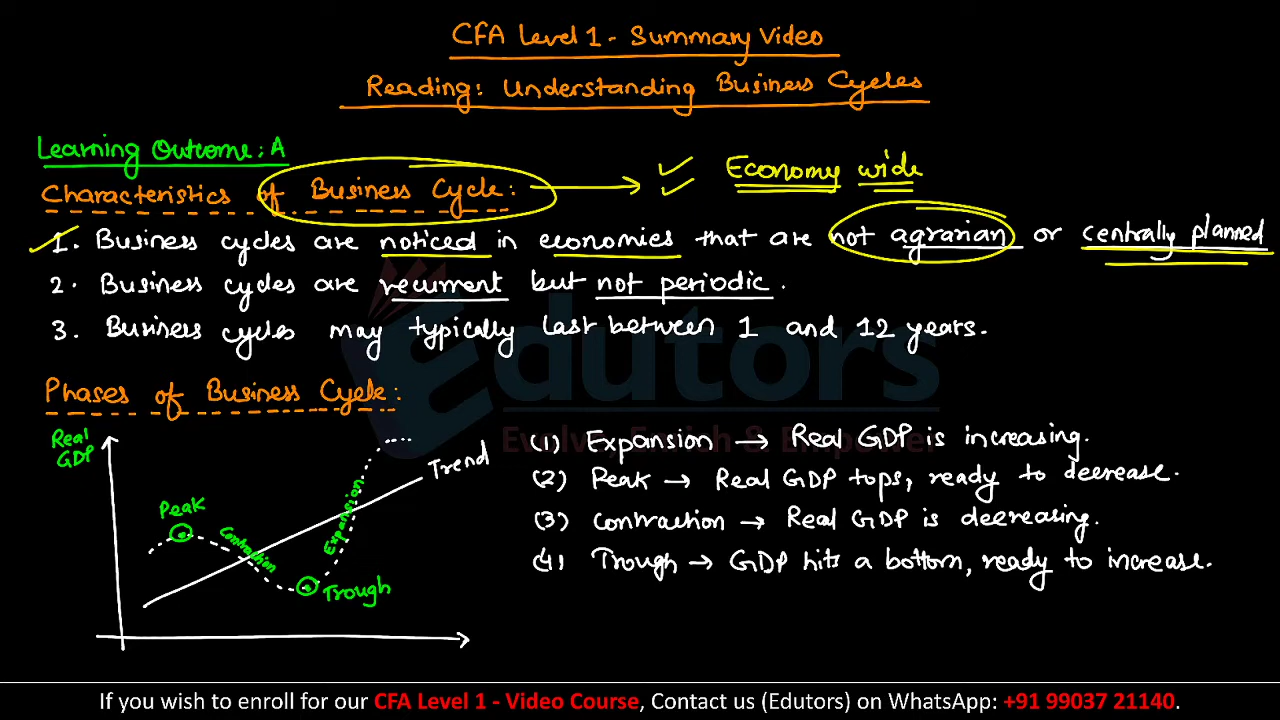 CFA Level 1 - Summary Video
Reading: Understanding Business Cycles
Learning Outcome: A
Characteristics of Business Cycle:
Economy wide
1. Business cycles are noticed in economies that are not agrarian or centrally planned
2. Business cycles are recurrent but not periodic.
3. Business cycles may typically last between 1 and 12 years.
Edutors
Evolve, Enrich & Empower
Phases of Business Cycle:
Real
GDP
Peak
Contraction
Trough
Expansion
Trend
(1) Expansion → Real GDP is increasing.
(2) Peak → Real GDP tops, ready to decrease.
(3) Contraction → Real GDP is decreasing.
(4) Trough → GDP hits a bottom, ready to increase.
If you wish to enroll for our CFA Level 1 - Video Course, Contact us (Edutors) on WhatsApp: +91 99037 21140.